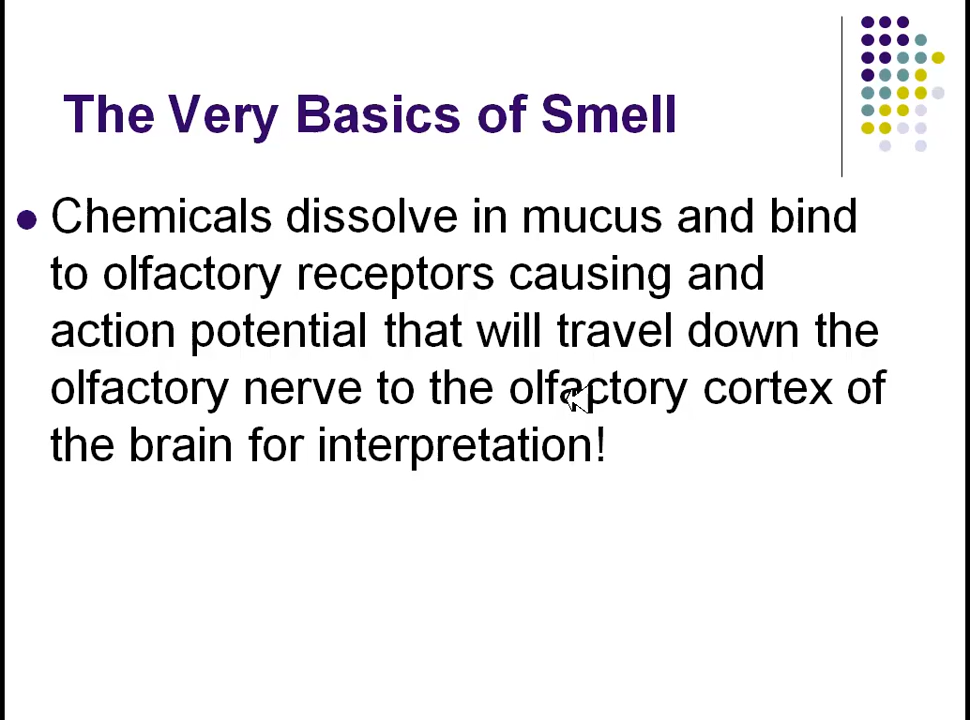 The Very Basics of Smell
Chemicals dissolve in mucus and bind
to olfactory receptors causing and
action potential that will travel down the
olfactory nerve to the olfactory cortex of
the brain for interpretation!